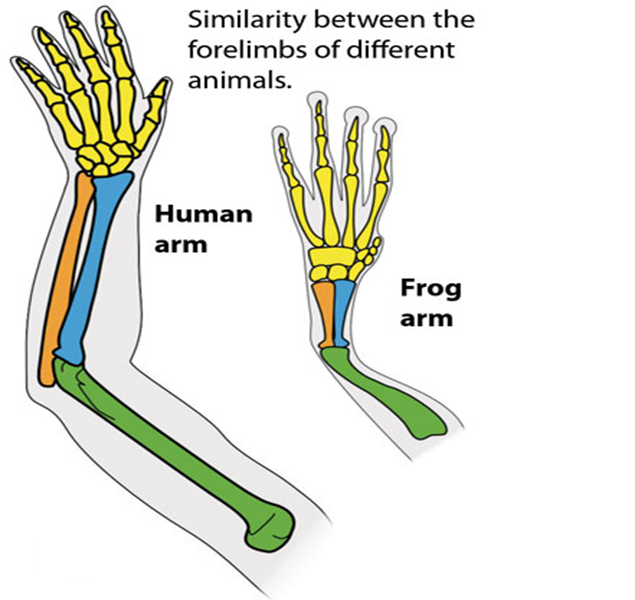 Similarity between the
forelimbs of different
animals.
Human
arm
Frog
arm